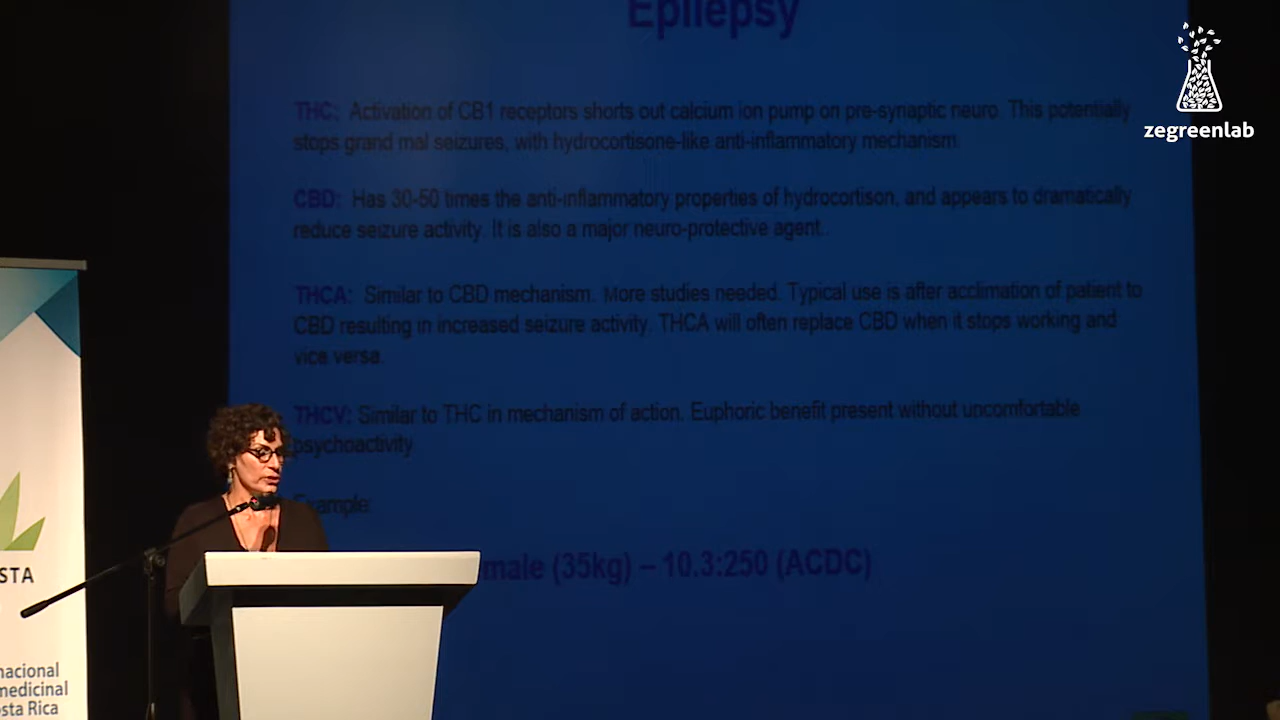 Epilepsy
zegreenlab
THC: Activation of CB1 receptors shorts out calcium ion pump on pre-synaptic neuro. This potentially
stops grand mal seizures, with hydrocortisone-like anti-inflammatory mechanism.
CBD: Has 30-50 times the anti-inflammatory properties of hydrocortison, and appears to dramatically
reduce seizure activity. It is also a major neuro-protective agent..
THCA: Similar to CBD mechanism. More studies needed. Typical use is after acclimation of patient to
CBD resulting in increased seizure activity. THCA will often replace CBD when it stops working and
vice versa.
THCV: Similar to THC in mechanism of action. Euphoric benefit present without uncomfortable
psychoactivity
Example:
male (35kg) – 10.3:250 (ACDC)
STA
nacional
medicinal
sta Rica